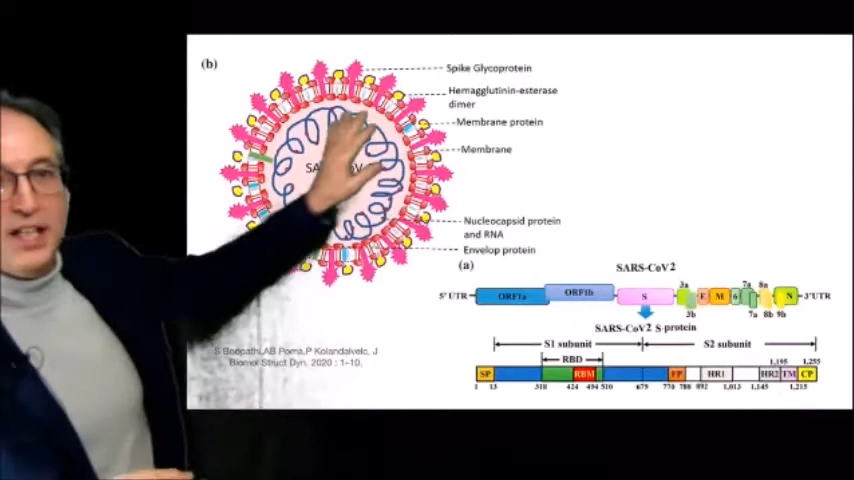 (b)
Spike Glycoprotein
Hemagglutinin-esterase
dimer
Membrane protein
Membrane
Nucleocapsid protein
and RNA
Envelop protein
(a)
SARS-CoV2
5' UTR
ORF1a
ORF1b
S
3a
3b
E
M
6
7a
7a
8a
8b
9b
N
3'UTR
SARS-CoV2 S-protein
S1 subunit
S2 subunit
RBD
SP
RBM
FP
HR1
HR2
TM
CP
1,195
1,255
1
13
318
424
494
510
679
770
788
892
1,013
1,145
1,215
S Boopathi,AB Poma,P Kolandaivelc, J
Biomol Struct Dyn. 2020 : 1-10.